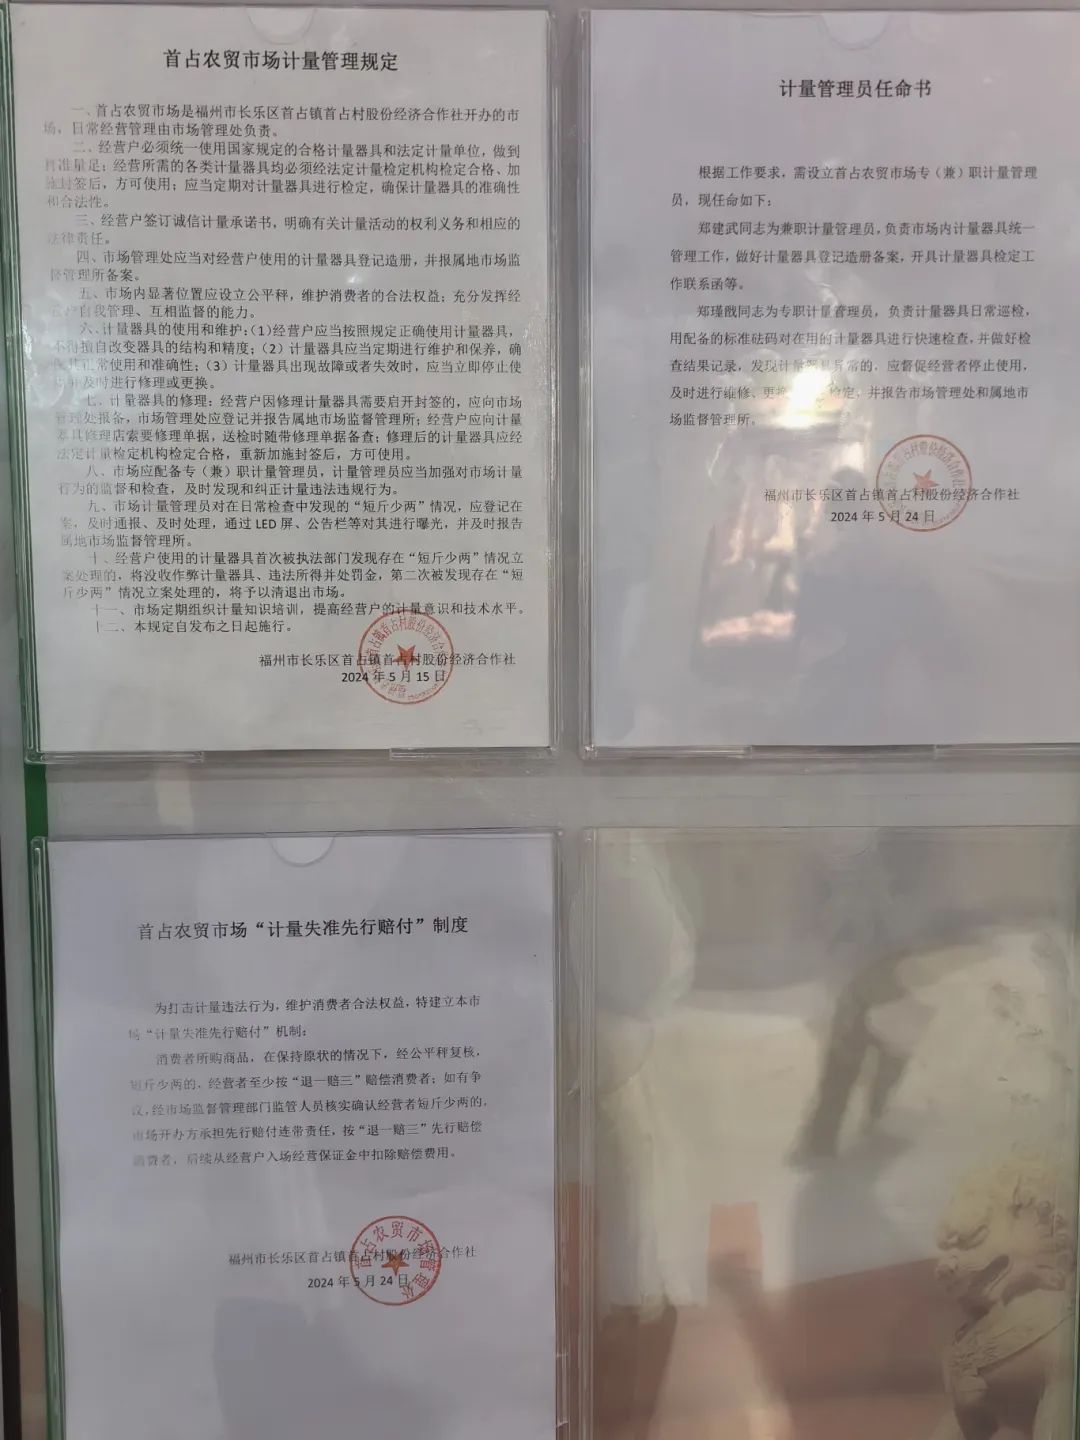 首占农贸市场计量管理规定
一、首占农贸市场是福州市长乐区首占镇首占村股份经济合作社开办的市
场，日常经营管理由市场管理处负责。
二、经营户必须统一使用国家规定的合格计量器具和法定计量单位，做到
计准量足；经营所需的各类计量器具均必须经法定计量检定机构检定合格、加
施封签后，方可使用；应当定期对计量器具进行检定，确保计量器具的准确性
和合法性。
三、经营户签订诚信计量承诺书，明确有关计量活动的权利义务和相应的
法律责任。
四、市场管理处应当对经营户使用的计量器具登记造册，并报属地市场监
督管理所备案。
五、市场内显著位置应设立公平秤，维护消费者的合法权益；充分发挥经
营户自我管理、互相监督的能力。
六、计量器具的使用和维护：（1）经营户应当按照规定正确使用计量器具，
不得擅自改变器具的结构和精度；（2）计量器具应当定期进行维护和保养，确
保其正常使用和准确性；（3）计量器具出现故障或者失效时，应当立即停止使
用并及时进行修理或更换。
七、计量器具的修理：经营户因修理计量器具需要启开封签的，应向市场
管理处报备，市场管理处应登记并报告属地市场监督管理所；经营户应向计量
器具修理店索要修理单据，送检时随带修理单据备查；修理后的计量器具应经
法定计量检定机构检定合格，重新加施封签后，方可使用。
八、市场应配备专（兼）职计量管理员，计量管理员应当加强对市场计量
行为的监督和检查，及时发现和纠正计量违法违规行为。
九、市场计量管理员对在日常检查中发现的“短斤少两”情况，应登记在
案，及时通报、及时处理，通过 LED 屏、公告栏等对其进行曝光，并及时报告
属地市场监督管理所。
十、经营户使用的计量器具首次被执法部门发现存在“短斤少两”情况立
案处理的，将没收作弊计量器具、违法所得并处罚金，第二次被发现存在“短
斤少两”情况立案处理的，将予以清退出市场。
十一、市场定期组织计量知识培训，提高经营户的计量意识和技术水平。
十二、本规定自发布之日起施行。
福州市长乐区首占镇首占村股份经济合作社
2024 年 5 月 15 日
计量管理员任命书
根据工作要求，需设立首占农贸市场专（兼）职计量管理
员，现任命如下：
郑建武同志为兼职计量管理员，负责市场内计量器具统一
管理工作，做好计量器具登记造册备案，开具计量器具检定工
作联系函等。
郑瑾戬同志为专职计量管理员，负责计量器具日常巡检，
用配备的标准砝码对在用的计量器具进行快速检查，并做好检
查结果记录，发现计量器具异常的，应督促经营者停止使用，
及时进行维修、更换 检定，并报告市场管理处和属地市
场监督管理所。
福州市长乐区首占镇首占村股份经济合作社
2024 年 5 月 24 日
首占农贸市场“计量失准先行赔付”制度
为打击计量违法行为，维护消费者合法权益，特建立本市
场“计量失准先行赔付”机制：
消费者所购商品，在保持原状的情况下，经公平秤复核，
短斤少两的，经营者至少按“退一赔三”赔偿消费者；如有争
议，经市场监督管理部门监管人员核实确认经营者短斤少两的，
市场开办方承担先行赔付连带责任，按“退一赔三”先行赔偿
消费者，后续从经营户入场经营保证金中扣除赔偿费用。
福州市长乐区首占镇首占村股份经济合作社
2024 年 5 月 24 日